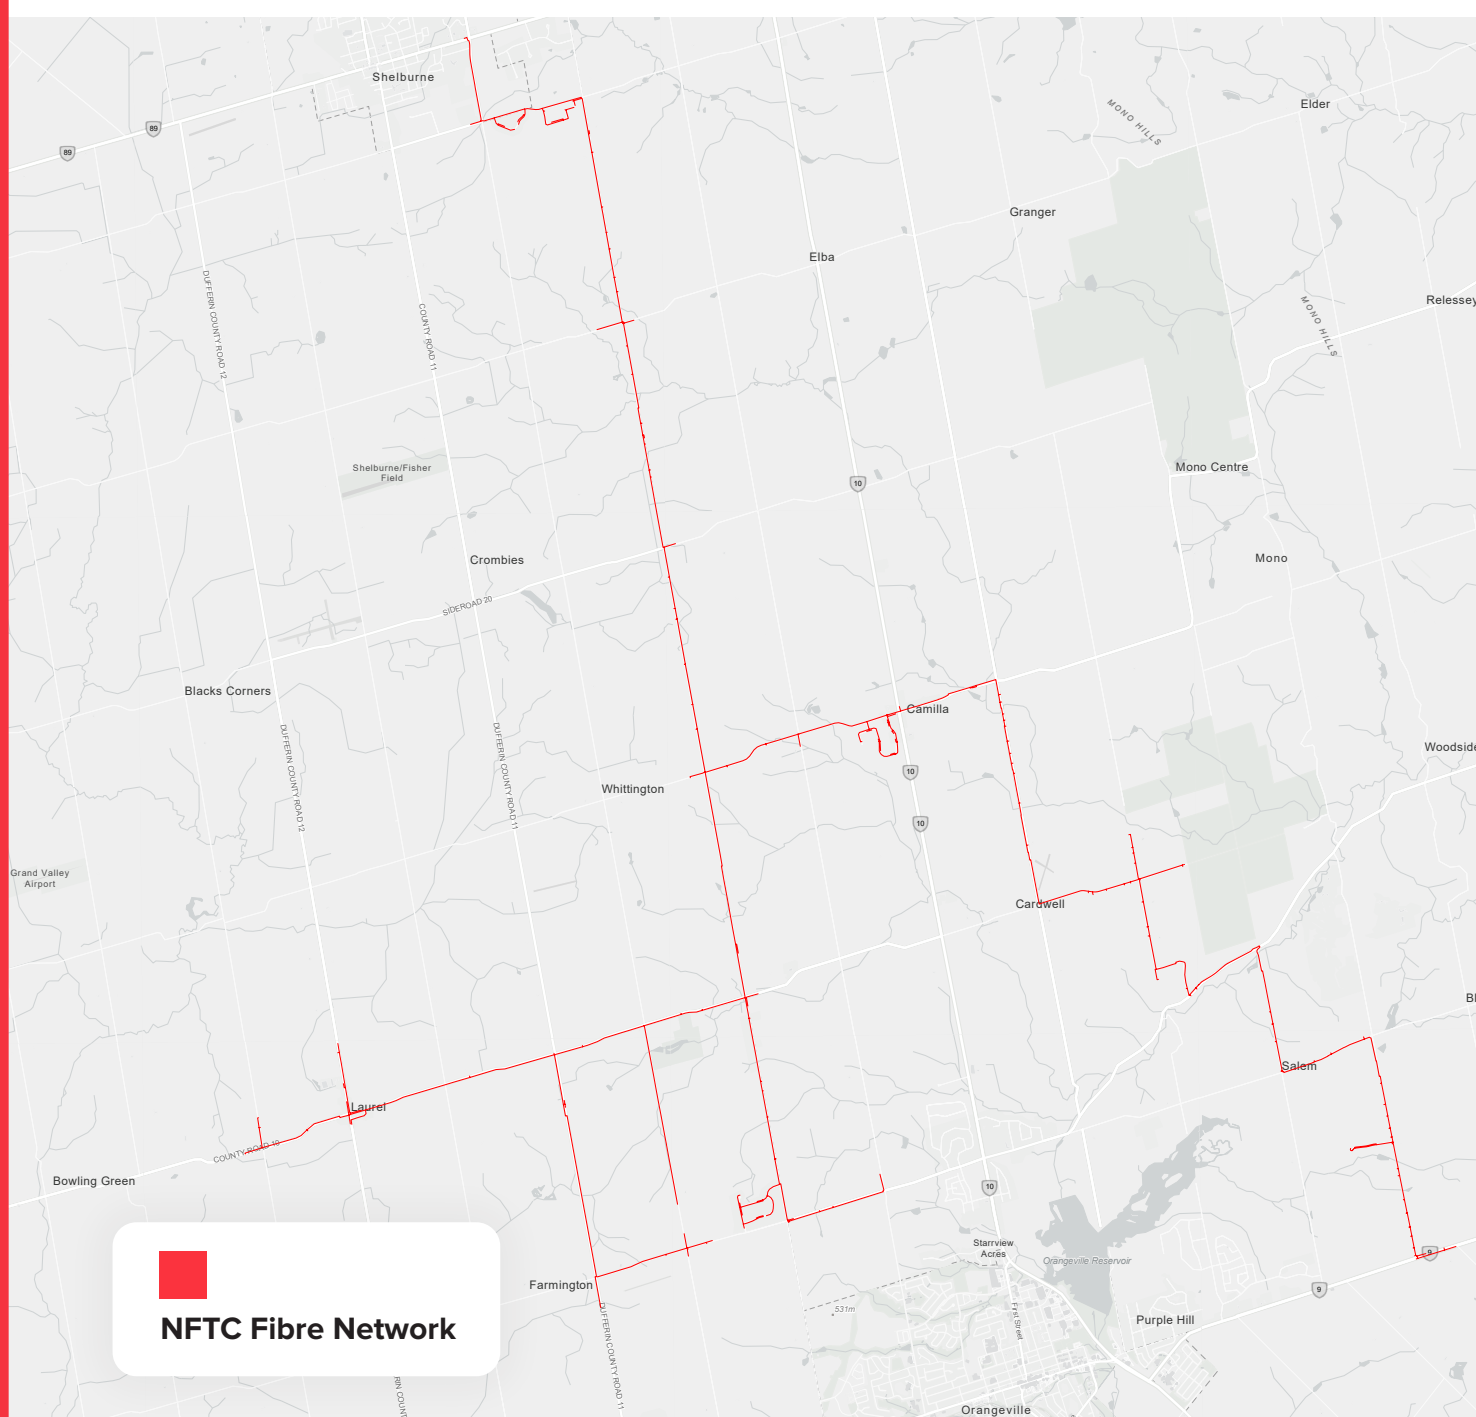 Shelburne
89
89
MONO HILLS
Elder
Granger
Elba
DUFFERIN COUNTY ROAD 12
COUNTY ROAD 11
MONO HILLS
Relessey
Shelburne/Fisher
Field
Mono Centre
10
Crombies
Mono
SIDEROAD 20
Blacks Corners
Camilla
DUFFERIN COUNTY ROAD 12
DUFFERIN COUNTY ROAD 11
Woodside
10
Whittington
10
Grand Valley
Airport
Cardwell
Bl
Salem
Laurel
COUNTY ROAD 10
Bowling Green
10
Starrview
Acres
Orangeville Reservoir
9
Farmington
9
DUFFERIN COUNTY ROAD 11
531m
First Street
Purple Hill
NFTC Fibre Network
RIN COUNT
Orangeville